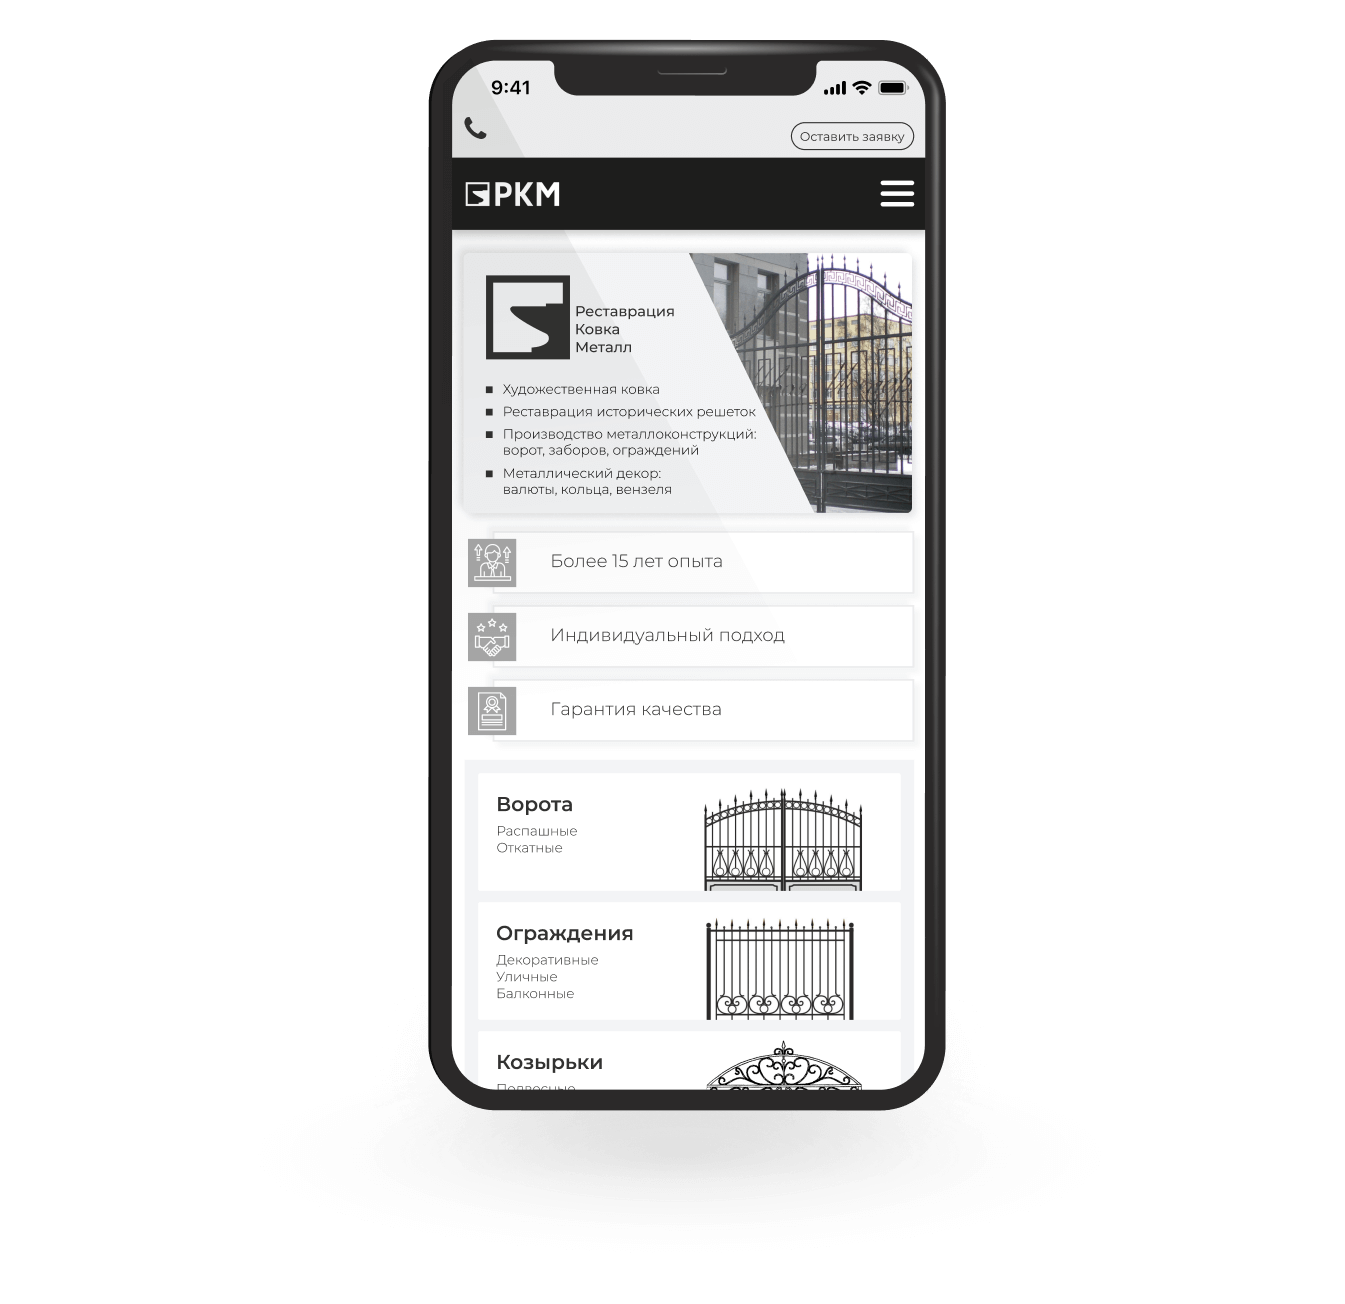 9:41
Оставить заявку
РКМ
Реставрация
Ковка
Металл
Художественная ковка
Реставрация исторических решеток
Производство металлоконструкций:
ворот, заборов, ограждений
Металлический декор:
валюты, кольца, вензеля
Более 15 лет опыта
Индивидуальный подход
Гарантия качества
Ворота
Распашные
Откатные
Ограждения
Декоративные
Уличные
Балконные
Козырьки
Подвесные